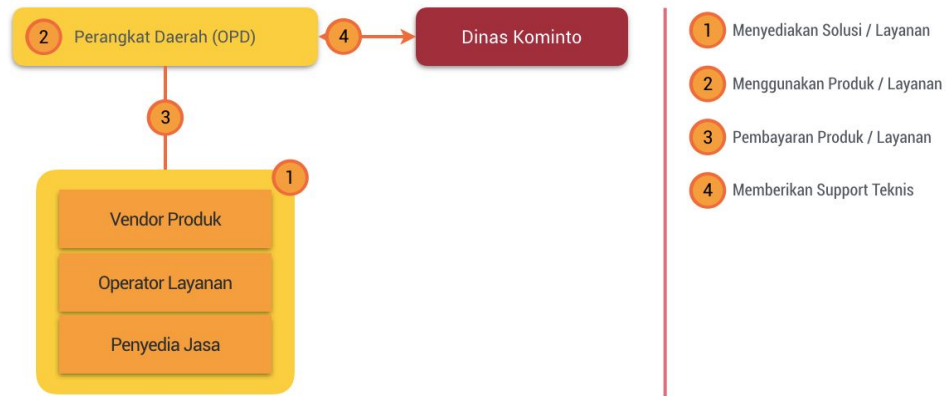 2 Perangkat Daerah (OPD)
4
Dinas Kominto
3
1
Vendor Produk
Operator Layanan
Penyedia Jasa
1 Menyediakan Solusi / Layanan
2 Menggunakan Produk / Layanan
3 Pembayaran Produk / Layanan
4 Memberikan Support Teknis